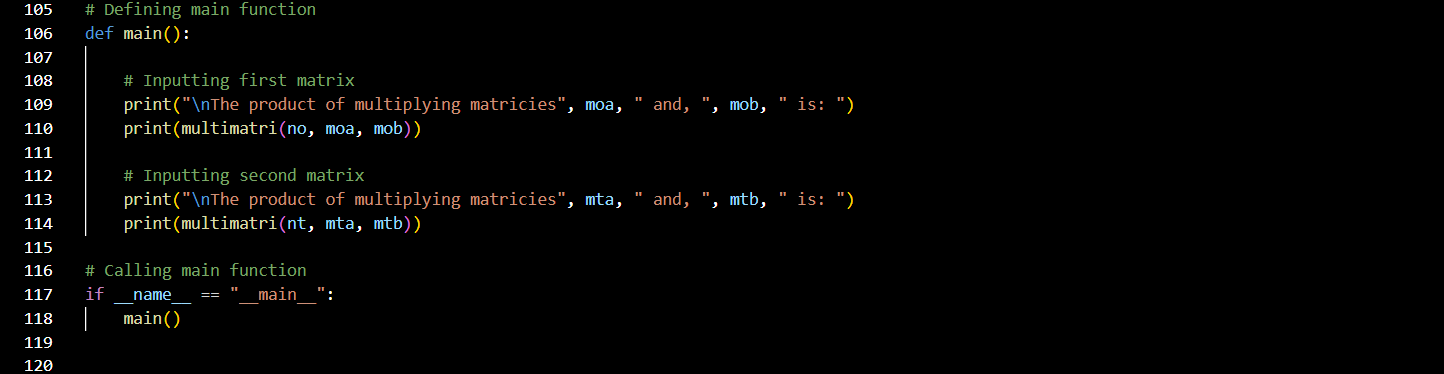 105 # Defining main function
106 def main():
107
108 # Inputting first matrix
109 print("\nThe product of multiplying matricies", moa, " and, ", mob, " is: ")
110 print(multimatri(no, moa, mob))
111
112 # Inputting second matrix
113 print("\nThe product of multiplying matricies", mta, " and, ", mtb, " is: ")
114 print(multimatri(nt, mta, mtb))
115
116 # Calling main function
117 if __name__ == "__main__":
118 main()
119
120